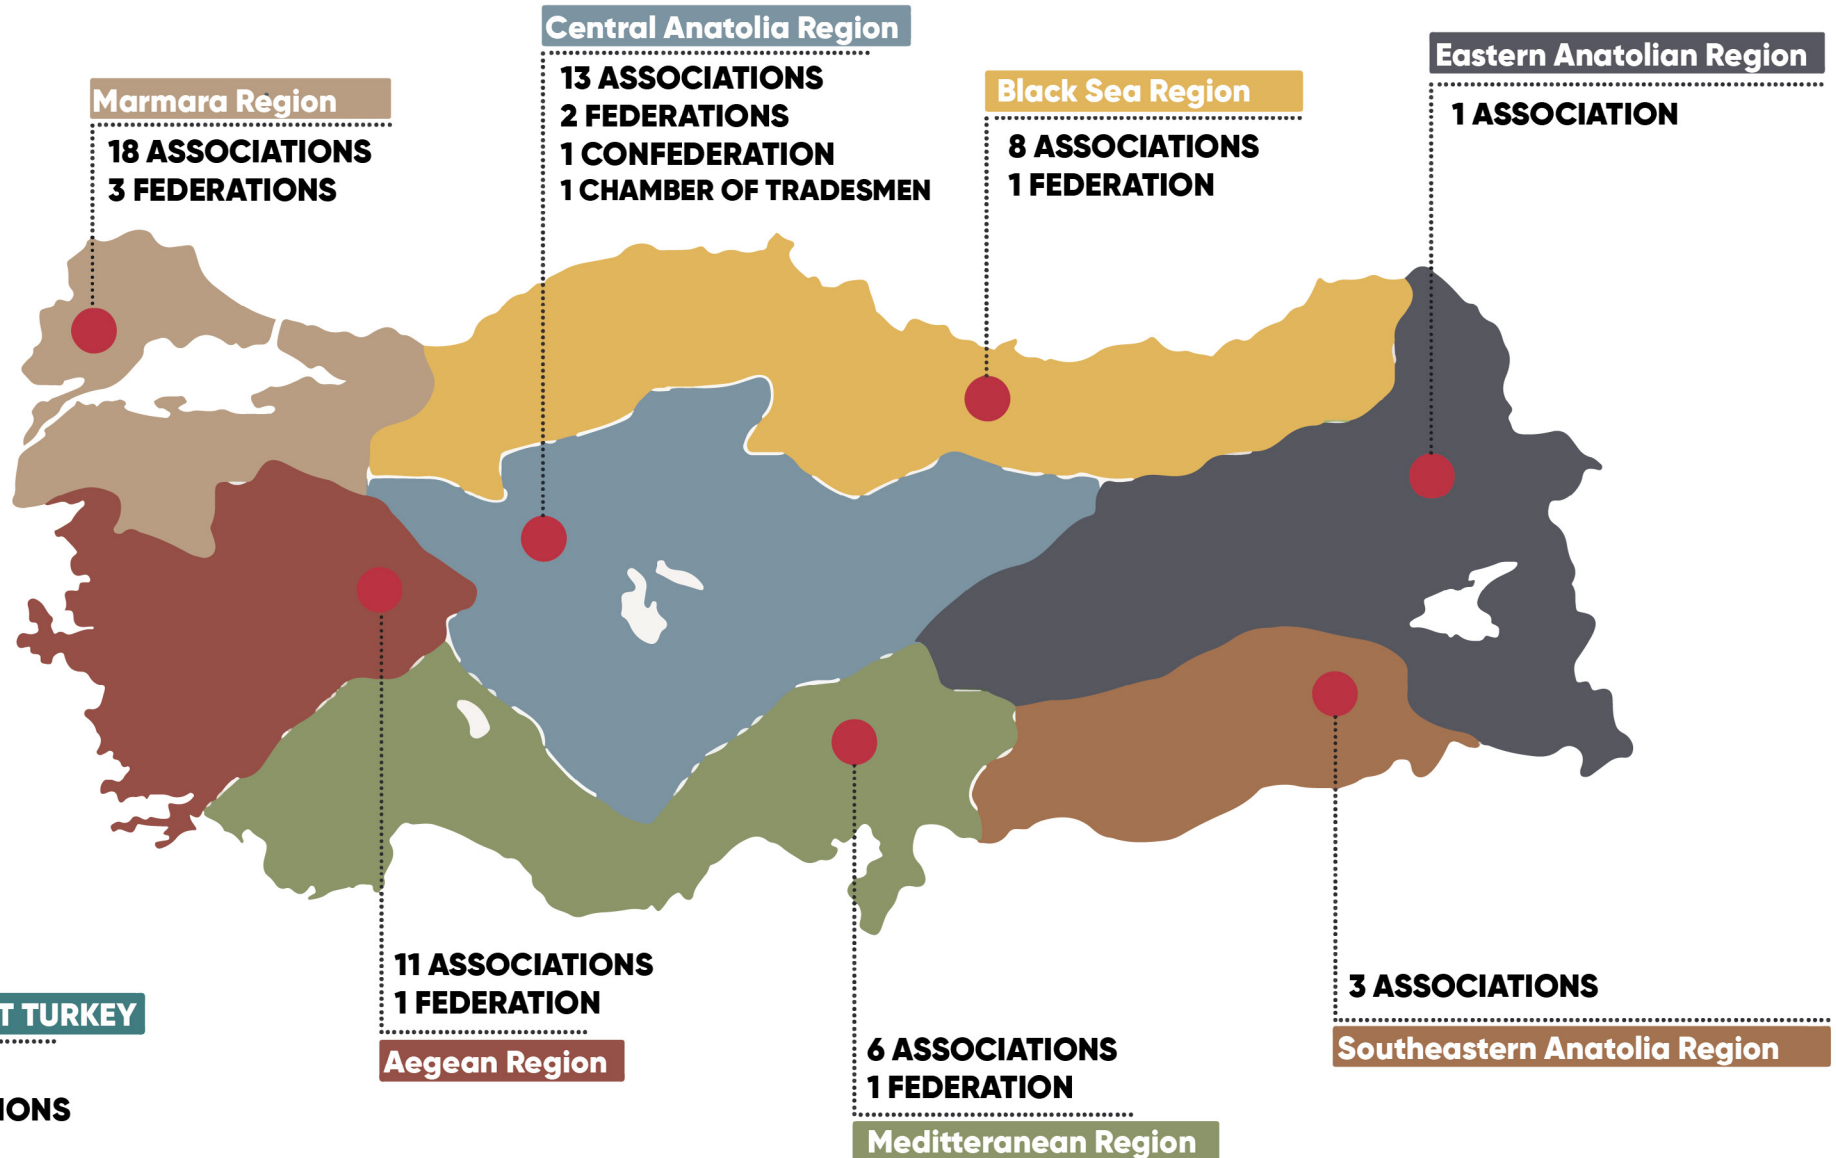 Central Anatolia Region
13 ASSOCIATIONS
2 FEDERATIONS
1 CONFEDERATION
1 CHAMBER OF TRADESMEN
Eastern Anatolian Region
1 ASSOCIATION
Marmara Region
18 ASSOCIATIONS
3 FEDERATIONS
Black Sea Region
8 ASSOCIATIONS
1 FEDERATION
11 ASSOCIATIONS
1 FEDERATION
Aegean Region
3 ASSOCIATIONS
Southeastern Anatolia Region
T TURKEY
IONS
6 ASSOCIATIONS
1 FEDERATION
Meditteranean Region